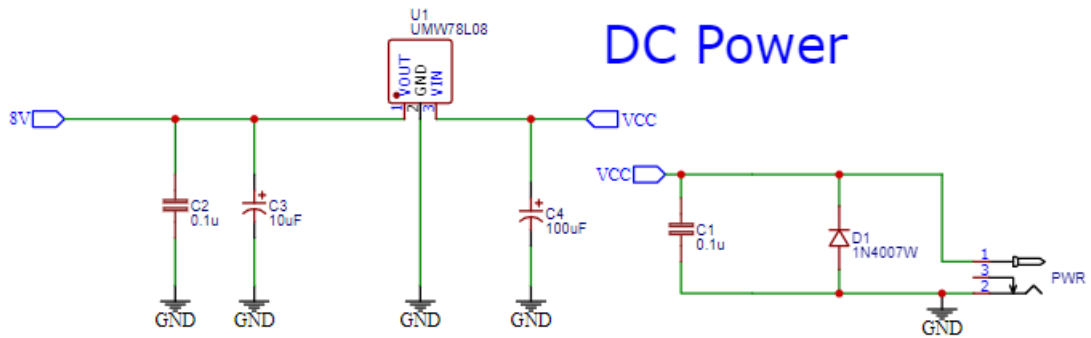 DC Power
U1
UMW78L08
VOUT
GND
VIN
1
2
3
8V
VCC
C2
0.1u
C3
10uF
C4
100uF
GND
GND
GND
GND
VCC
C1
0.1u
D1
1N4007W
1
3
2
PWR
GND